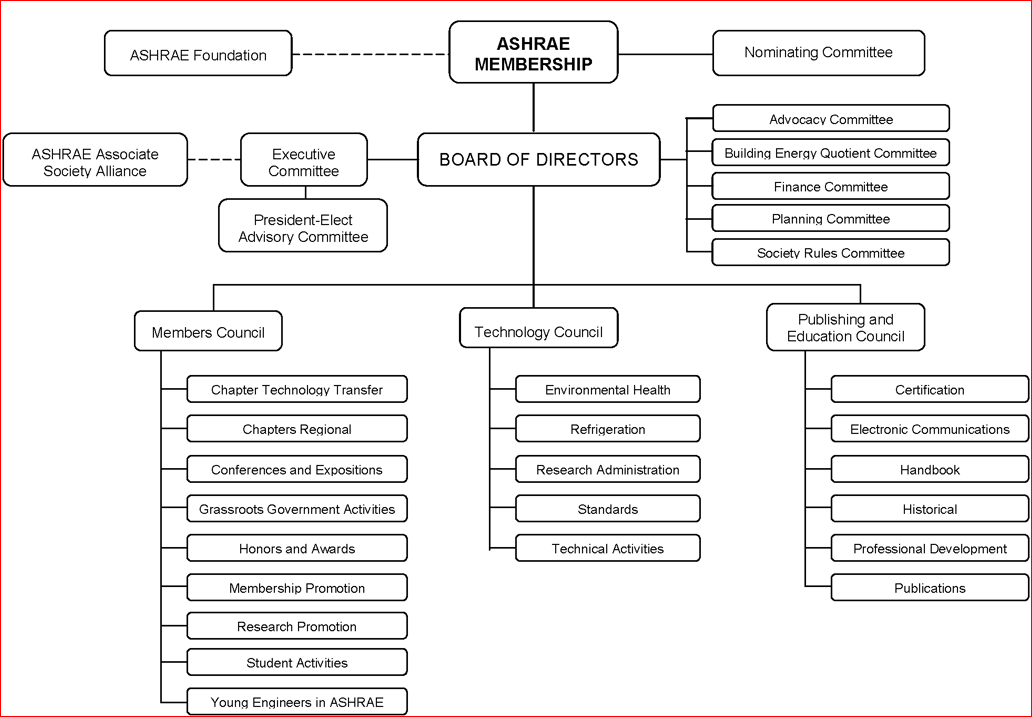 ASHRAE Foundation
ASHRAE
MEMBERSHIP
Nominating Committee
ASHRAE Associate
Society Alliance
Executive
Committee
BOARD OF DIRECTORS
President-Elect
Advisory Committee
Advocacy Committee
Building Energy Quotient Committee
Finance Committee
Planning Committee
Society Rules Committee
Members Council
Chapter Technology Transfer
Chapters Regional
Conferences and Expositions
Grassroots Government Activities
Honors and Awards
Membership Promotion
Research Promotion
Student Activities
Young Engineers in ASHRAE
Technology Council
Environmental Health
Refrigeration
Research Administration
Standards
Technical Activities
Publishing and
Education Council
Certification
Electronic Communications
Handbook
Historical
Professional Development
Publications